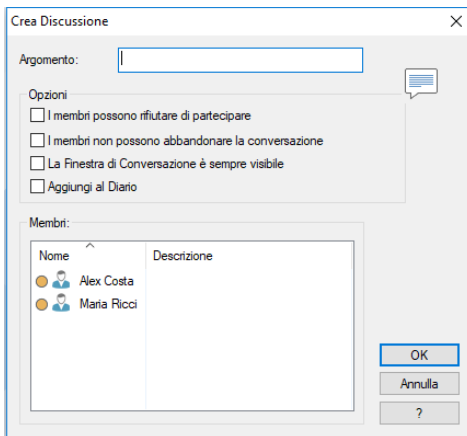 Crea Discussione
Argomento:
Opzioni
I membri possono rifiutare di partecipare
I membri non possono abbandonare la conversazione
La Finestra di Conversazione è sempre visibile
Aggiungi al Diario
Membri:
Nome Descrizione
Alex Costa
Maria Ricci
OK
Annulla
?